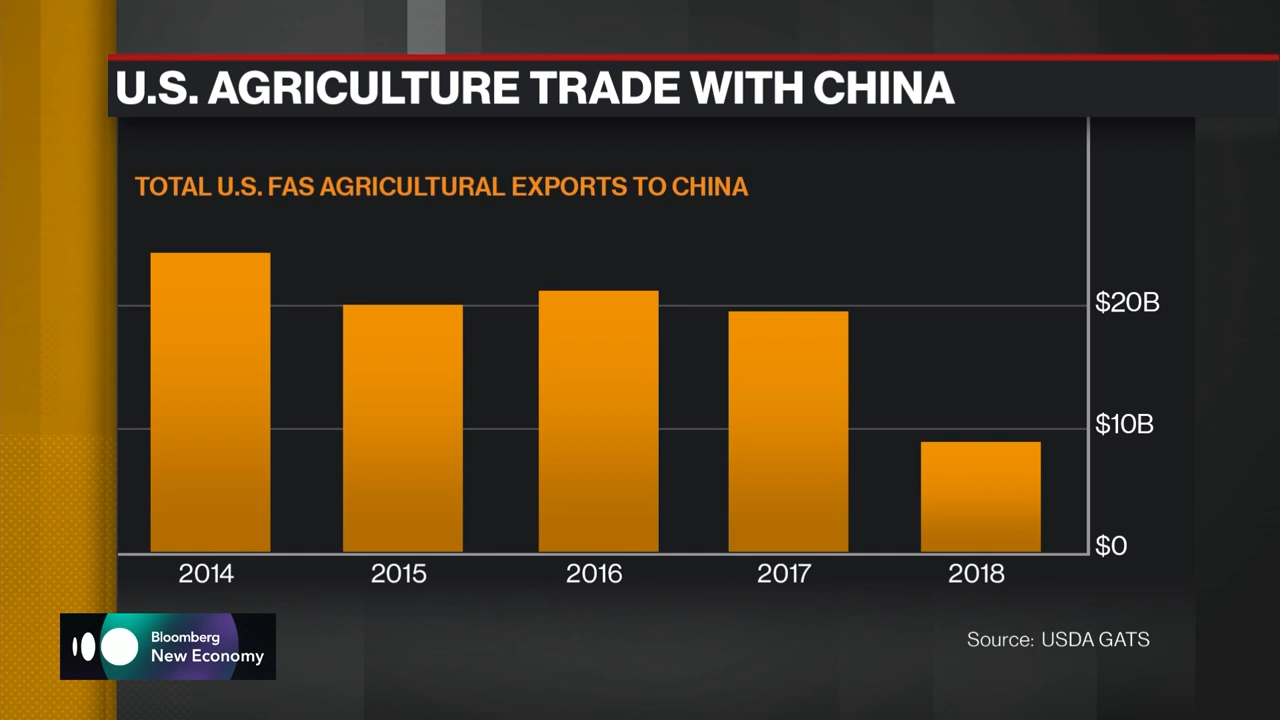 U.S. AGRICULTURE TRADE WITH CHINA
TOTAL U.S. FAS AGRICULTURAL EXPORTS TO CHINA
$20B
$10B
$0
2014 2015 2016 2017 2018
Bloomberg
New Economy
Source: USDA GATS